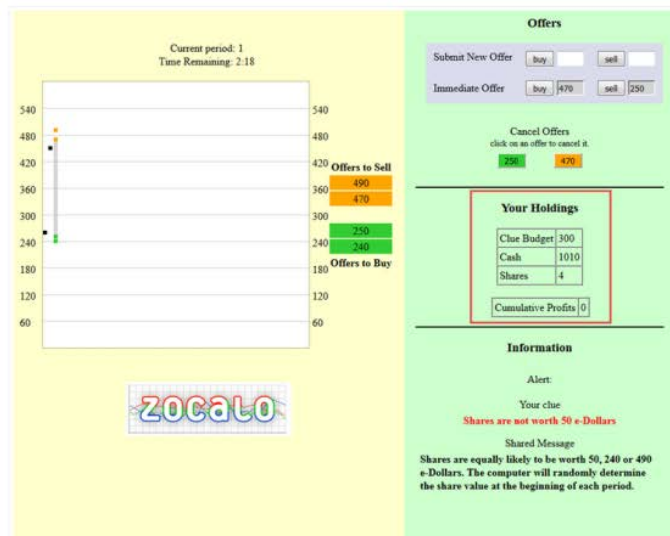 Current period: 1
Time Remaining: 2:18
540
480
420
360
300
240
180
120
60
540
480
420
360
300
240
180
120
60
Offers to Sell
490
470
250
240
Offers to Buy
ZOCALO
Offers
Submit New Offer buy sell
Immediate Offer buy 470 sell 250
Cancel Offers
click on an offer to cancel it.
250 470
Your Holdings
Clue Budget 300
Cash 1010
Shares 4
Cumulative Profits 0
Information
Alert:
Your clue
Shares are not worth 50 e-Dollars
Shared Message
Shares are equally likely to be worth 50, 240 or 490
e-Dollars. The computer will randomly determine
the share value at the beginning of each period.